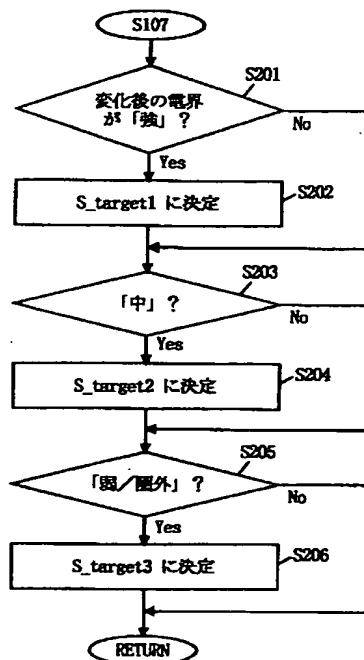 S107
S201
変化後の電界
が「強」?
No
Yes
S202
S_target1 に決定
S203
「中」?
No
Yes
S204
S_target2 に決定
S205
「弱/圏外」?
No
Yes
S206
S_target3 に決定
RETURN